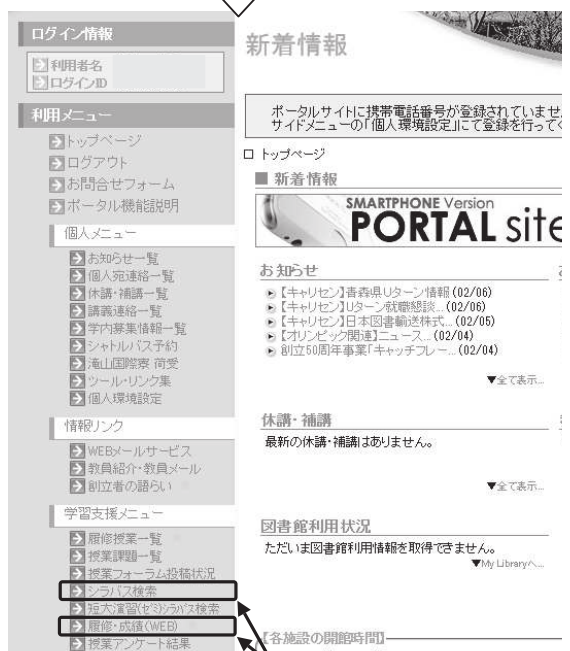 ログイン情報
利用者名
ログインID
利用メニュー
トップページ
ログアウト
お問合せフォーム
ポータル機能説明
個人メニュー
お知らせ一覧
個人宛連絡一覧
休講・補講一覧
講義連絡一覧
学内募集情報一覧
シャトルバス予約
滝山国際寮 荷受
ツール・リンク集
個人環境設定
情報リンク
WEBメールサービス
教員紹介・教員メール
創立者の語らい
学習支援メニュー
履修授業一覧
授業課題一覧
授業フォーラム投稿状況
シラバス検索
短大演習(ゼミ)シラバス検索
履修・成績(WEB)
授業アンケート結果
新着情報
ポータルサイトに携帯電話番号が登録されていませ
サイドメニューの「個人環境設定」にて登録を行ってく
トップページ
新着情報
SMARTPHONE Version
PORTAL site
お知らせ
【キャリセン】青森県Uターン情報 (02/06)
【キャリセン】Uターン就職懇談... (02/06)
【キャリセン】日本図書輸送株式... (02/05)
【オリンピック関連】ニュース... (02/04)
創立50周年事業「キャッチフレー... (02/04)
▼全て表示...
休講・補講
最新の休講・補講はありません。
▼全て表示...
図書館利用状況
ただいま図書館利用情報を取得できません。
▼My Libraryへ...
【各施設の開館時間】